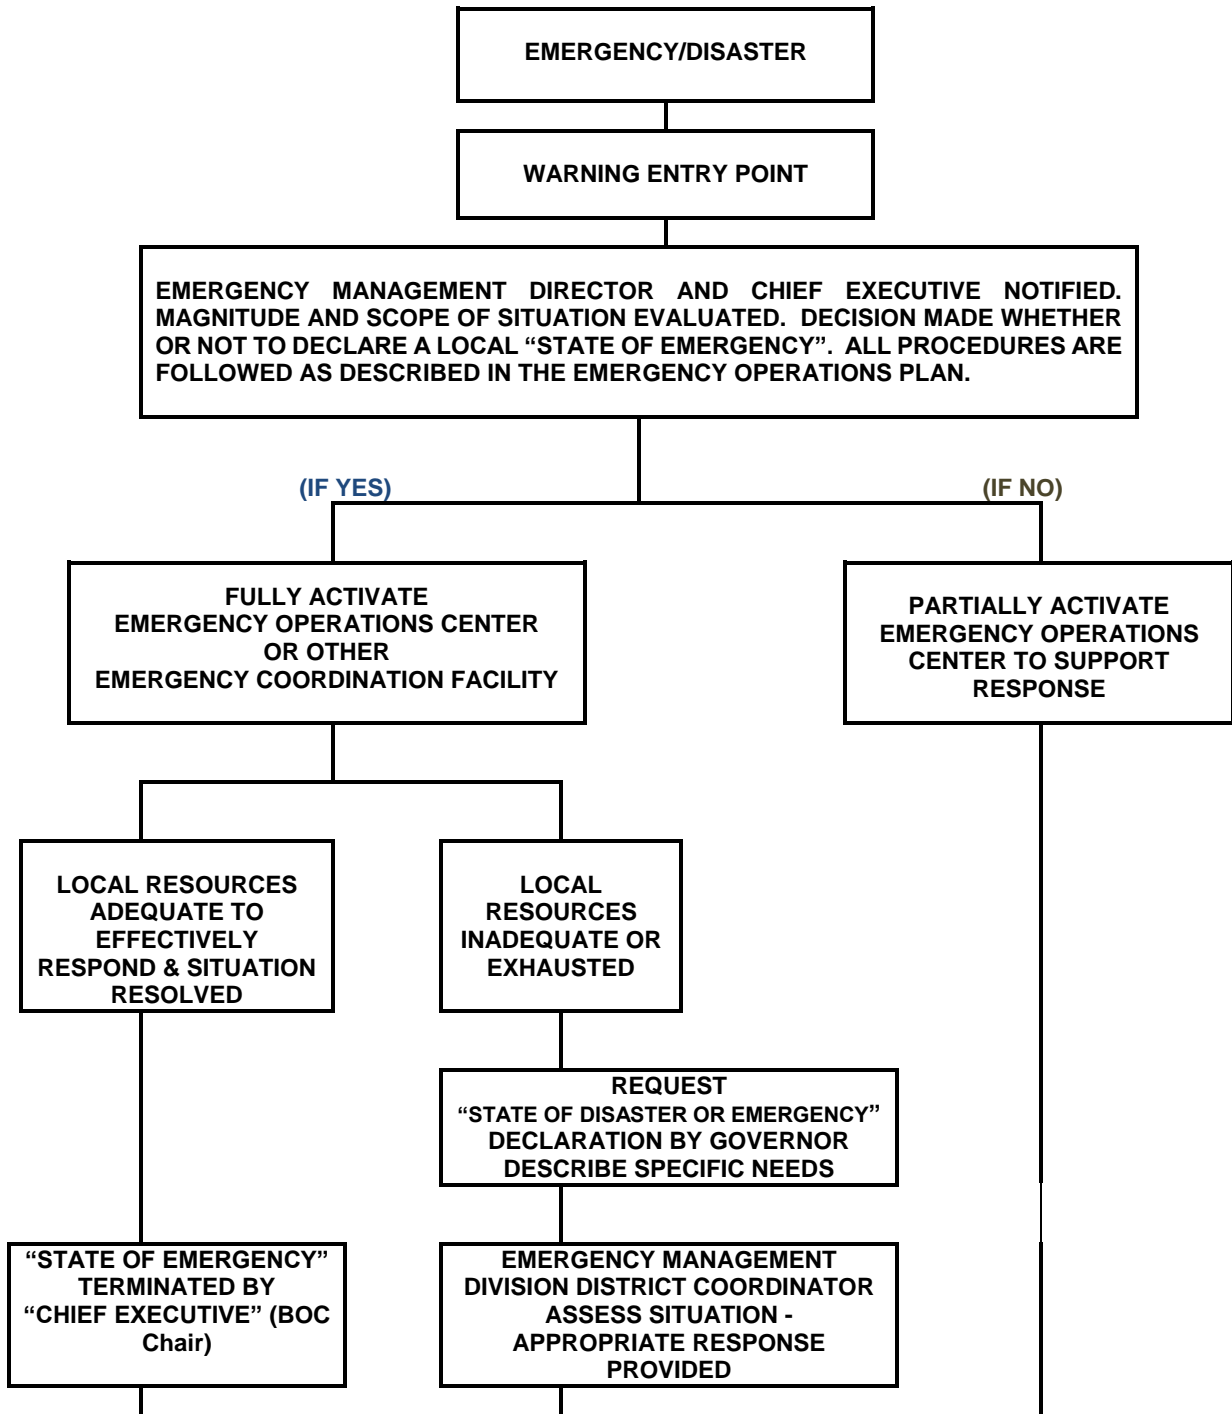 EMERGENCY/DISASTER
WARNING ENTRY POINT
EMERGENCY MANAGEMENT DIRECTOR AND CHIEF EXECUTIVE NOTIFIED.
MAGNITUDE AND SCOPE OF SITUATION EVALUATED. DECISION MADE WHETHER
OR NOT TO DECLARE A LOCAL “STATE OF EMERGENCY”. ALL PROCEDURES ARE
FOLLOWED AS DESCRIBED IN THE EMERGENCY OPERATIONS PLAN.
(IF YES)
(IF NO)
FULLY ACTIVATE
EMERGENCY OPERATIONS CENTER
OR OTHER
EMERGENCY COORDINATION FACILITY
PARTIALLY ACTIVATE
EMERGENCY OPERATIONS
CENTER TO SUPPORT
RESPONSE
LOCAL RESOURCES
ADEQUATE TO
EFFECTIVELY
RESPOND & SITUATION
RESOLVED
LOCAL
RESOURCES
INADEQUATE OR
EXHAUSTED
REQUEST
“STATE OF DISASTER OR EMERGENCY”
DECLARATION BY GOVERNOR
DESCRIBE SPECIFIC NEEDS
“STATE OF EMERGENCY”
TERMINATED BY
“CHIEF EXECUTIVE” (BOC
Chair)
EMERGENCY MANAGEMENT
DIVISION DISTRICT COORDINATOR
ASSESS SITUATION -
APPROPRIATE RESPONSE
PROVIDED